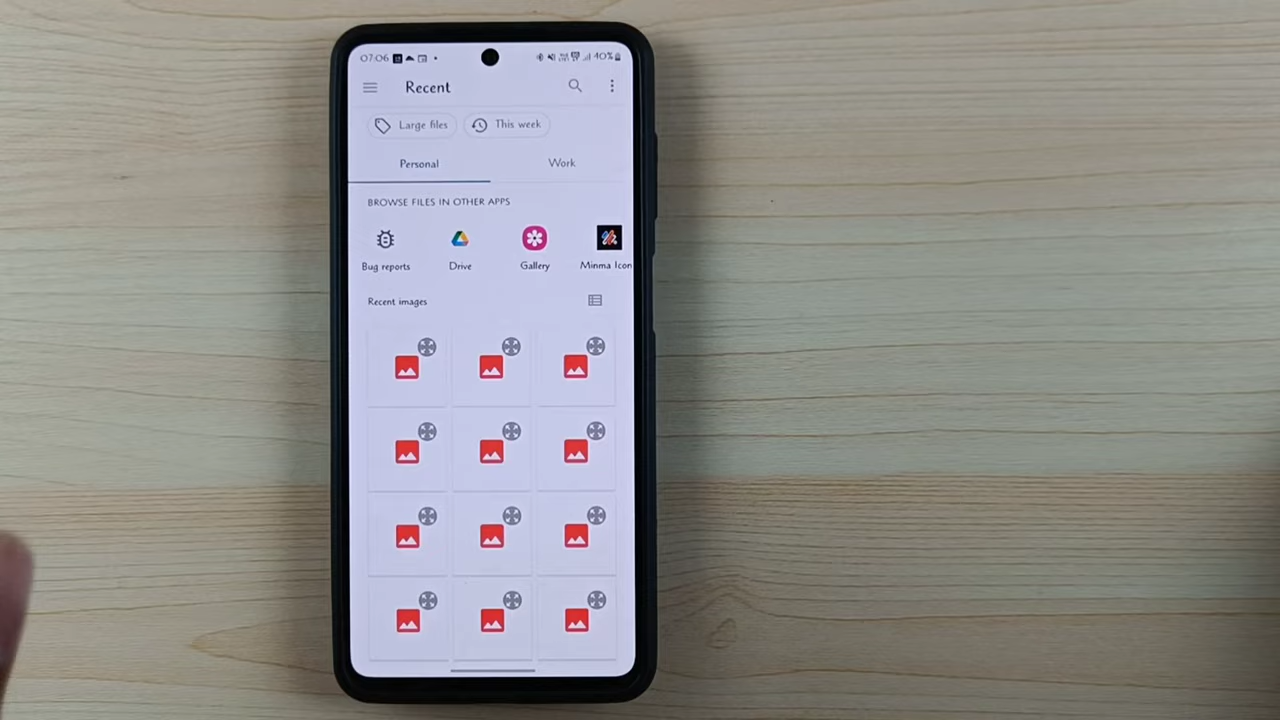 07:06 40%
Recent
Large files This week
Personal Work
BROWSE FILES IN OTHER APPS
Bug reports Drive Gallery Minma Icon
Recent images